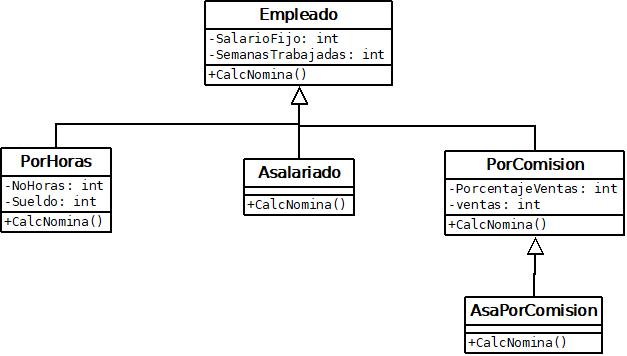 Empleado
-SalarioFijo: int
-SemanasTrabajadas: int
+CalcNomina()
PorHoras
-NoHoras: int
-Sueldo: int
+CalcNomina()
Asalariado
+CalcNomina()
PorComision
-PorcentajeVentas: int
-ventas: int
+CalcNomina()
AsaPorComision
+CalcNomina()